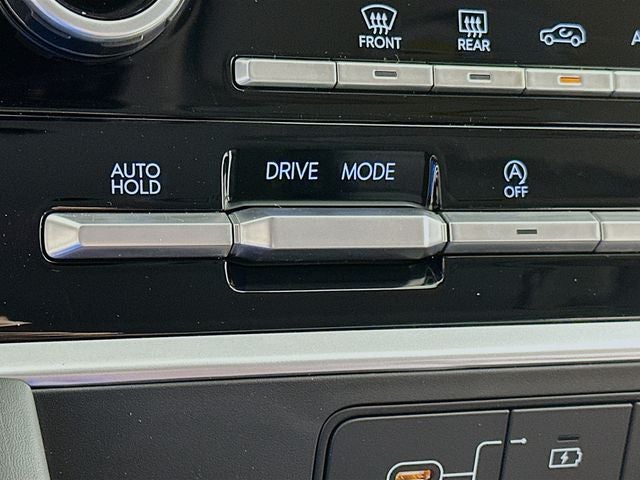 FRONT
REAR
A
AUTO
HOLD
DRIVE MODE
A
OFF